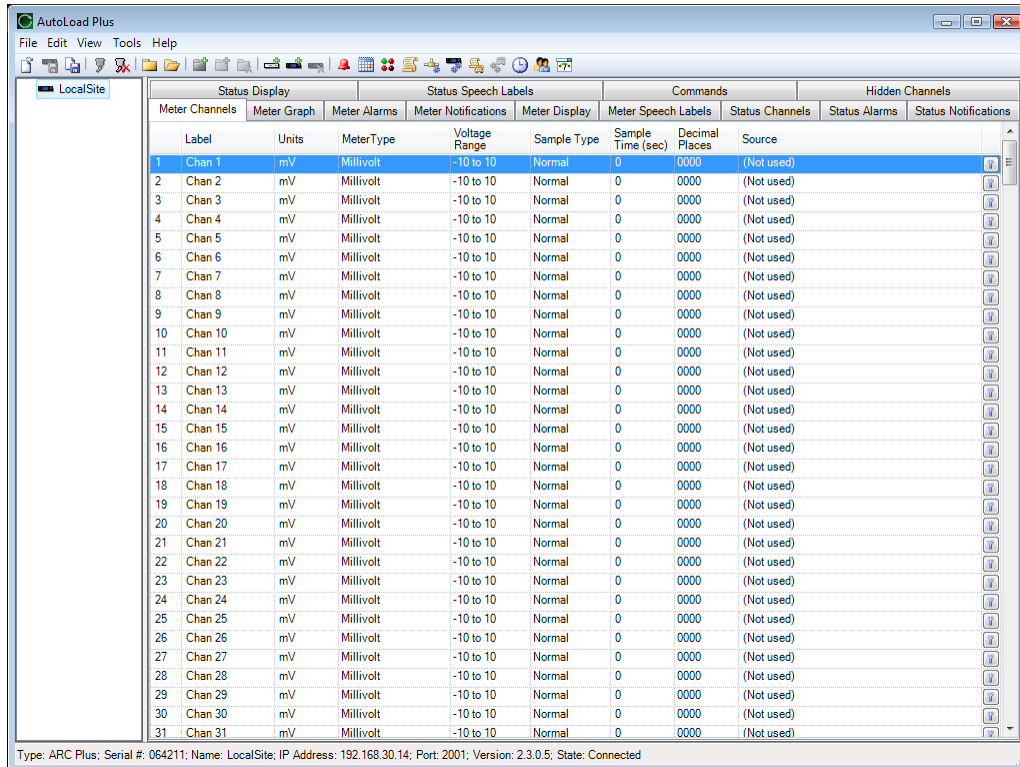 AutoLoad Plus
File Edit View Tools Help
LocalSite
Status Display Status Speech Labels Commands Hidden Channels
Meter Channels Meter Graph Meter Alarms Meter Notifications Meter Display Meter Speech Labels Status Channels Status Alarms Status Notifications
Label Units MeterType Voltage Range Sample Type Sample Time (sec) Decimal Places Source
1 Chan 1 mV Millivolt -10 to 10 Normal 0 0000 (Not used)
2 Chan 2 mV Millivolt -10 to 10 Normal 0 0000 (Not used)
3 Chan 3 mV Millivolt -10 to 10 Normal 0 0000 (Not used)
4 Chan 4 mV Millivolt -10 to 10 Normal 0 0000 (Not used)
5 Chan 5 mV Millivolt -10 to 10 Normal 0 0000 (Not used)
6 Chan 6 mV Millivolt -10 to 10 Normal 0 0000 (Not used)
7 Chan 7 mV Millivolt -10 to 10 Normal 0 0000 (Not used)
8 Chan 8 mV Millivolt -10 to 10 Normal 0 0000 (Not used)
9 Chan 9 mV Millivolt -10 to 10 Normal 0 0000 (Not used)
10 Chan 10 mV Millivolt -10 to 10 Normal 0 0000 (Not used)
11 Chan 11 mV Millivolt -10 to 10 Normal 0 0000 (Not used)
12 Chan 12 mV Millivolt -10 to 10 Normal 0 0000 (Not used)
13 Chan 13 mV Millivolt -10 to 10 Normal 0 0000 (Not used)
14 Chan 14 mV Millivolt -10 to 10 Normal 0 0000 (Not used)
15 Chan 15 mV Millivolt -10 to 10 Normal 0 0000 (Not used)
16 Chan 16 mV Millivolt -10 to 10 Normal 0 0000 (Not used)
17 Chan 17 mV Millivolt -10 to 10 Normal 0 0000 (Not used)
18 Chan 18 mV Millivolt -10 to 10 Normal 0 0000 (Not used)
19 Chan 19 mV Millivolt -10 to 10 Normal 0 0000 (Not used)
20 Chan 20 mV Millivolt -10 to 10 Normal 0 0000 (Not used)
21 Chan 21 mV Millivolt -10 to 10 Normal 0 0000 (Not used)
22 Chan 22 mV Millivolt -10 to 10 Normal 0 0000 (Not used)
23 Chan 23 mV Millivolt -10 to 10 Normal 0 0000 (Not used)
24 Chan 24 mV Millivolt -10 to 10 Normal 0 0000 (Not used)
25 Chan 25 mV Millivolt -10 to 10 Normal 0 0000 (Not used)
26 Chan 26 mV Millivolt -10 to 10 Normal 0 0000 (Not used)
27 Chan 27 mV Millivolt -10 to 10 Normal 0 0000 (Not used)
28 Chan 28 mV Millivolt -10 to 10 Normal 0 0000 (Not used)
29 Chan 29 mV Millivolt -10 to 10 Normal 0 0000 (Not used)
30 Chan 30 mV Millivolt -10 to 10 Normal 0 0000 (Not used)
31 Chan 31 mV Millivolt -10 to 10 Normal 0 0000 (Not used)
Type: ARC Plus; Serial #: 064211; Name: LocalSite; IP Address: 192.168.30.14; Port: 2001; Version: 2.3.0.5; State: Connected